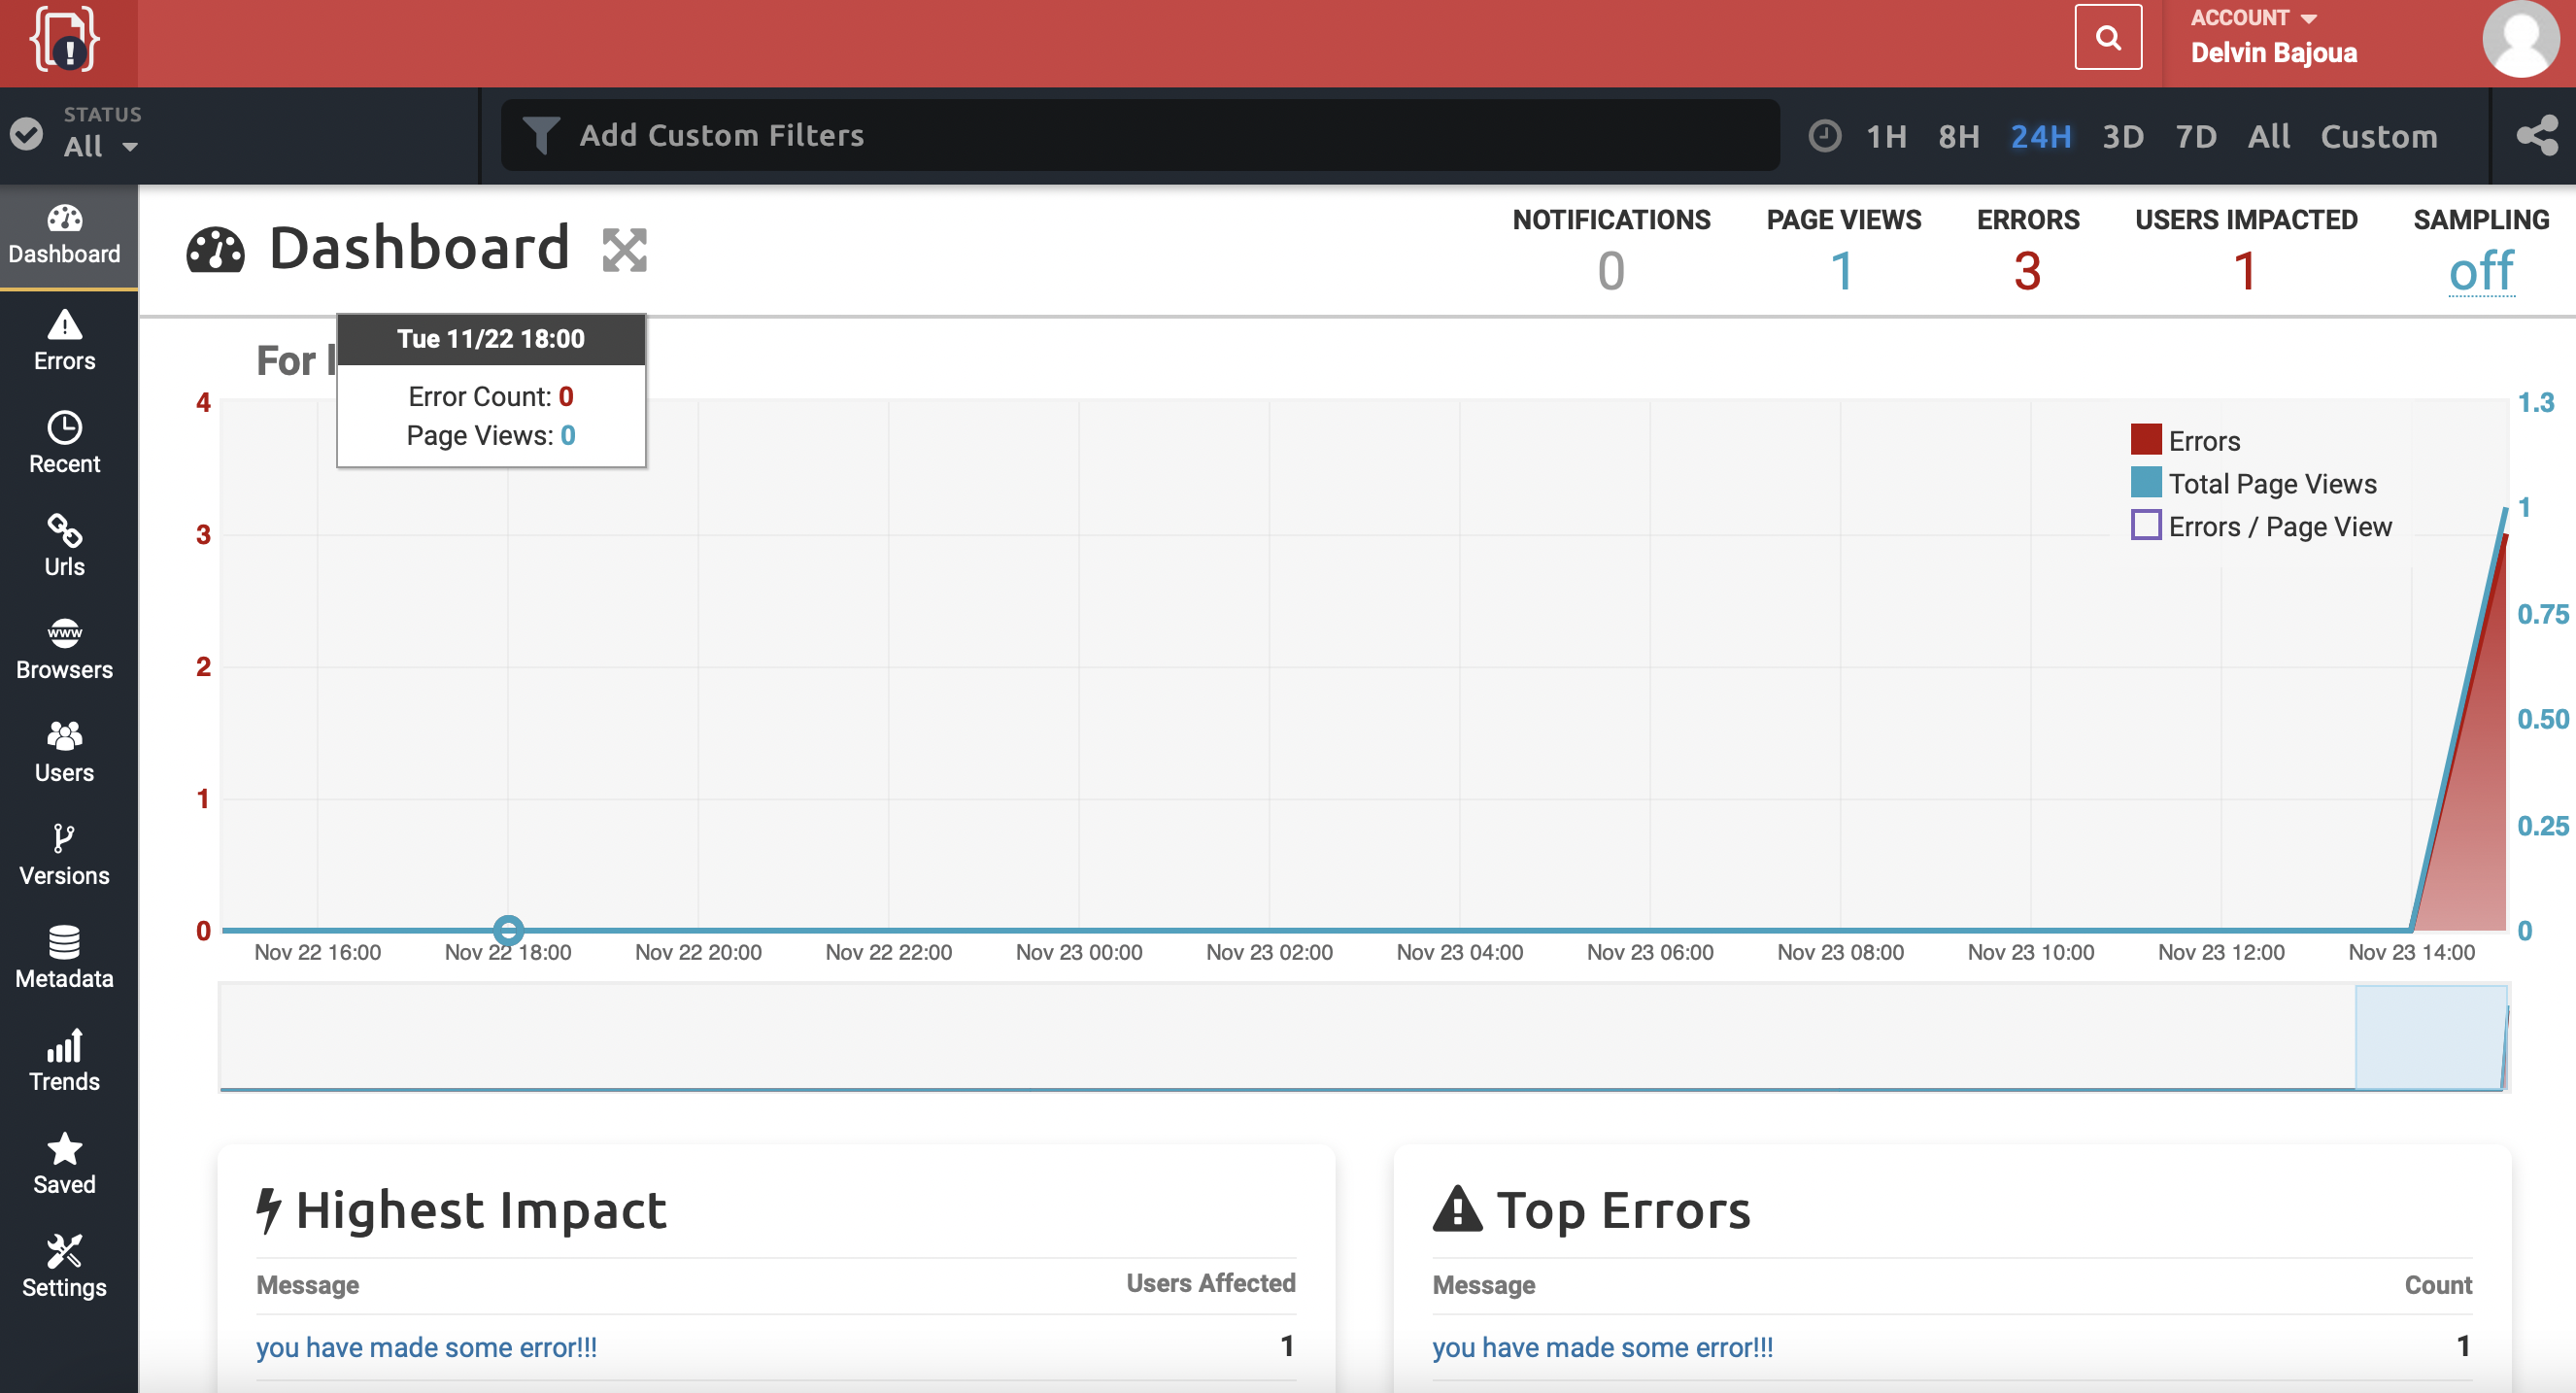 ACCOUNT
Delvin Bajoua
STATUS
All
Add Custom Filters
1H 8H 24H 3D 7D All Custom
Dashboard
Errors
Recent
Urls
www
Browsers
Users
Versions
Metadata
Trends
Saved
Settings
Dashboard
NOTIFICATIONS
0
PAGE VIEWS
1
ERRORS
3
USERS IMPACTED
1
SAMPLING
off
For
Tue 11/22 18:00
Error Count: 0
Page Views: 0
4
3
2
1
0
Errors
Total Page Views
Errors / Page View
1.3
1
0.75
0.50
0.25
0
Nov 22 16:00 Nov 22 18:00 Nov 22 20:00 Nov 22 22:00 Nov 23 00:00 Nov 23 02:00 Nov 23 04:00 Nov 23 06:00 Nov 23 08:00 Nov 23 10:00 Nov 23 12:00 Nov 23 14:00
Highest Impact
Message Users Affected
you have made some error!!! 1
Top Errors
Message Count
you have made some error!!! 1